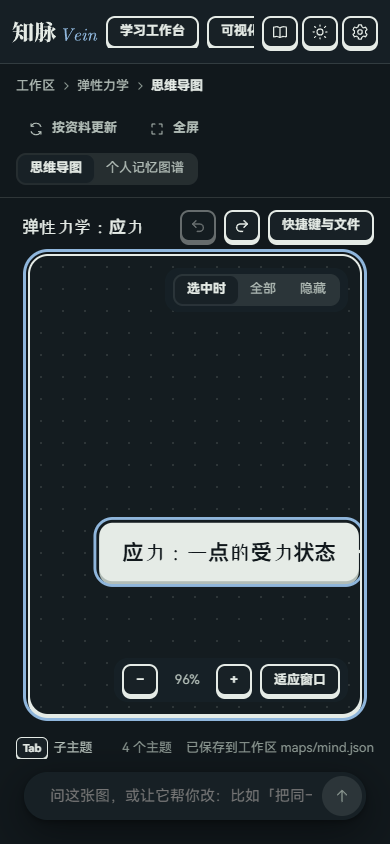 知脉 Vein 学习工作台 可视
工作区 > 弹性力学 > 思维导图
按资料更新 全屏
思维导图 个人记忆图谱
弹性力学：应力 快捷键与文件
选中时 全部 隐藏
应力：一点的受力状态
− 96% + 适应窗口
Tab 子主题 4 个主题 已保存到工作区 maps/mind.json
问这张图，或让它帮你改：比如「把同一